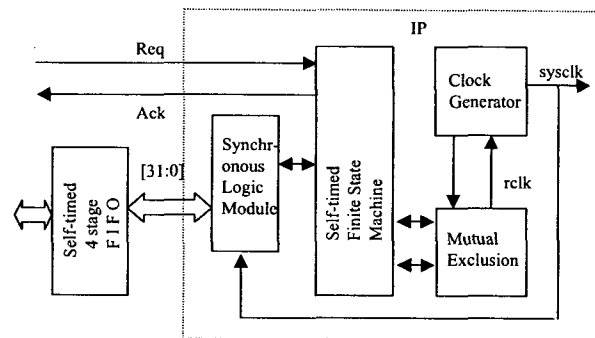 IP
Req
Ack
Clock
Generator
sysclk
Synchr-
onous
Logic
Module
[31:0]
Self-timed
4 stage
F I F O
Self-timed
Finite State
Machine
rclk
Mutual
Exclusion